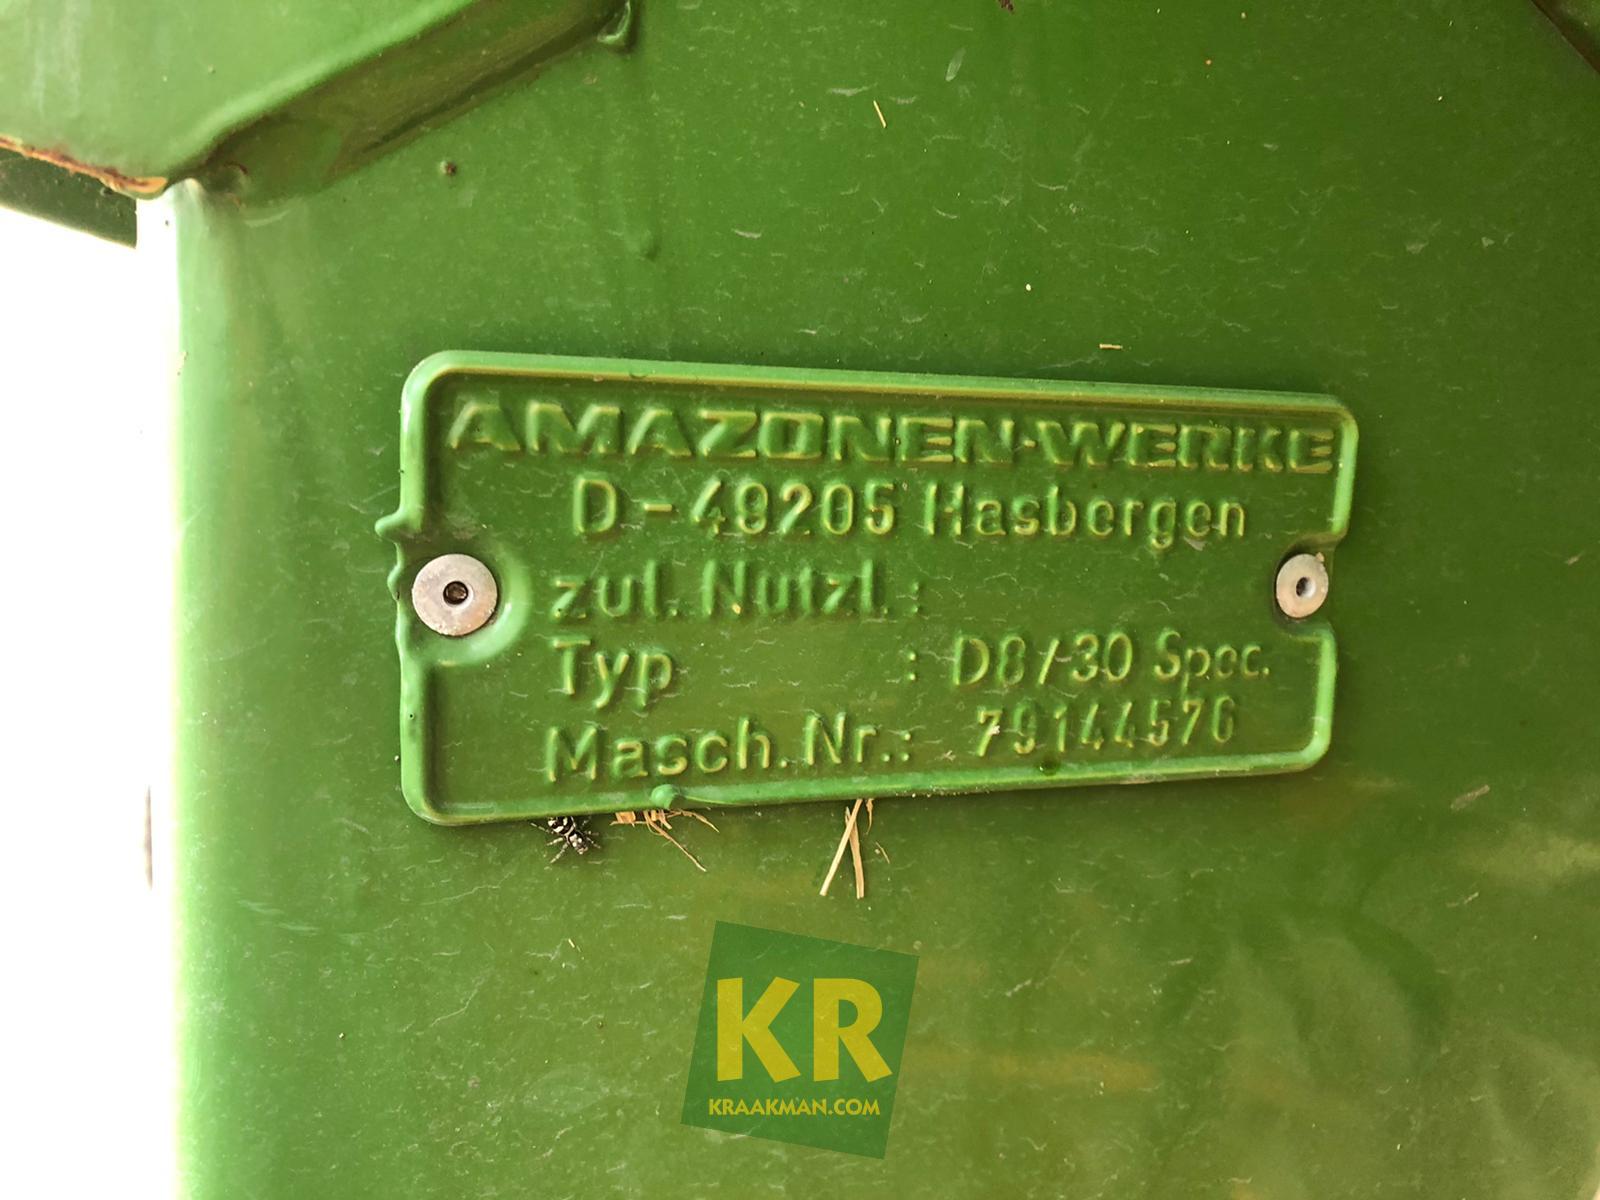 AMAZONEN-WERKE
D-49205 Hasbergen
zul. Nutzl. :
Typ : D8/30 Spec.
Masch. Nr.: 79144576
KR
KRAAKMAN.COM